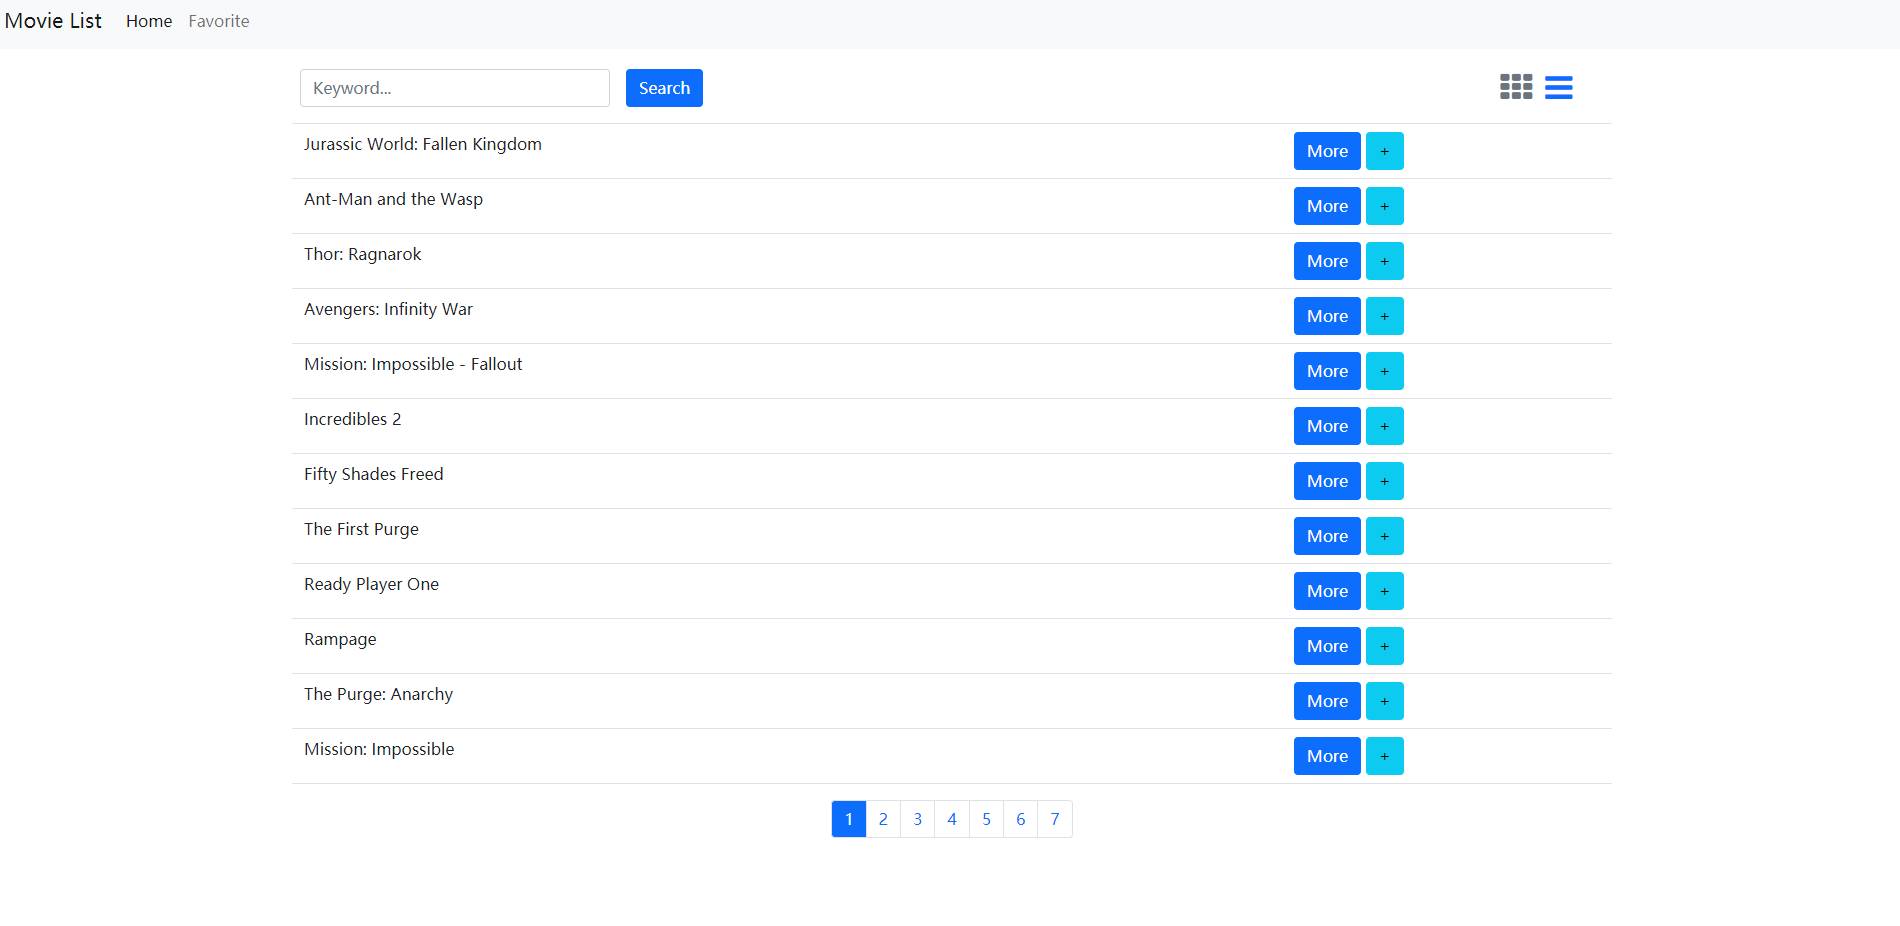 Movie List Home Favorite
Keyword... Search
Jurassic World: Fallen Kingdom More +
Ant-Man and the Wasp More +
Thor: Ragnarok More +
Avengers: Infinity War More +
Mission: Impossible - Fallout More +
Incredibles 2 More +
Fifty Shades Freed More +
The First Purge More +
Ready Player One More +
Rampage More +
The Purge: Anarchy More +
Mission: Impossible More +
1 2 3 4 5 6 7